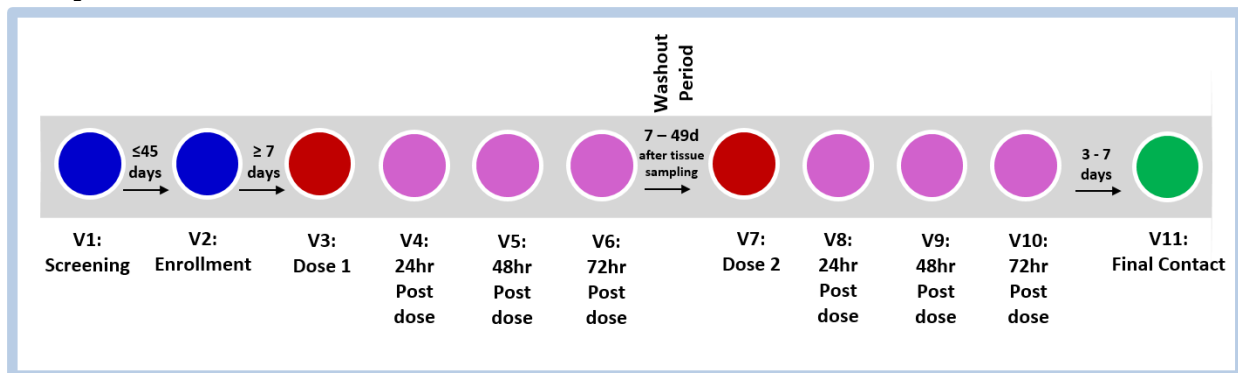 Washout
Period
≤45
days
≥ 7
days
7 – 49d
after tissue
sampling
3 - 7
days
V1:
Screening
V2:
Enrollment
V3:
Dose 1
V4:
24hr
Post
dose
V5:
48hr
Post
dose
V6:
72hr
Post
dose
V7:
Dose 2
V8:
24hr
Post
dose
V9:
48hr
Post
dose
V10:
72hr
Post
dose
V11:
Final Contact